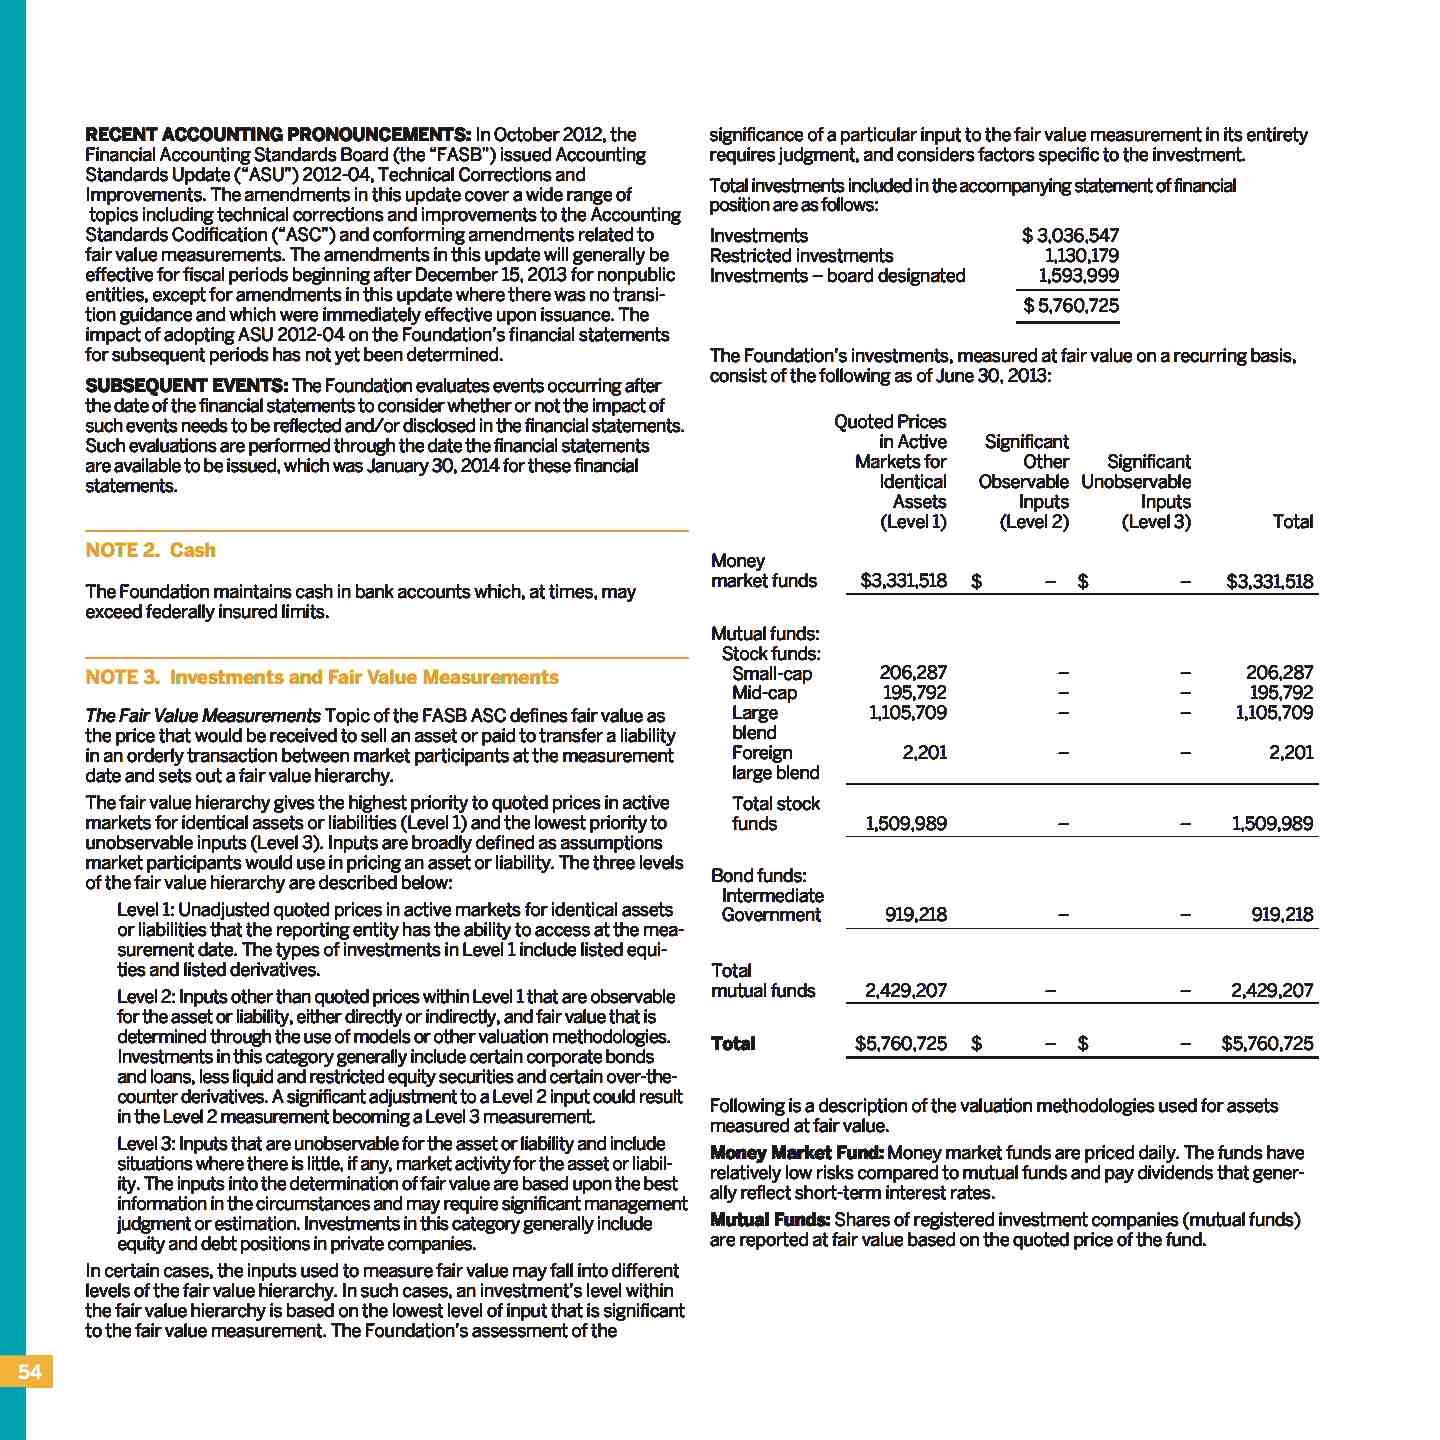 RECENT ACCOUNTING PRONOUNCEMENTS: In October 2012, the
Financial Accounting Standards Board (the “FASB”) issued Accounting
Standards Update (“ASU”) 2012-04, Technical Corrections and
Improvements. The amendments in this update cover a wide range of
topics including technical corrections and improvements to the Accounting
Standards Codification (“ASC”) and conforming amendments related to
fair value measurements. The amendments in this update will generally be
effective for fiscal periods beginning after December 15, 2013 for nonpublic
entities, except for amendments in this update where there was no transi-
tion guidance and which were immediately effective upon issuance. The
impact of adopting ASU 2012-04 on the Foundation’s financial statements
for subsequent periods has not yet been determined.
SUBSEQUENT EVENTS: The Foundation evaluates events occurring after
the date of the financial statements to consider whether or not the impact of
such events needs to be reflected and/or disclosed in the financial statements.
Such evaluations are performed through the date the financial statements
are available to be issued, which was January 30, 2014 for these financial
statements.
NOTE 2. Cash
The Foundation maintains cash in bank accounts which, at times, may
exceed federally insured limits.
NOTE 3. Investments and Fair Value Measurements
The Fair Value Measurements Topic of the FASB ASC defines fair value as
the price that would be received to sell an asset or paid to transfer a liability
in an orderly transaction between market participants at the measurement
date and sets out a fair value hierarchy.
The fair value hierarchy gives the highest priority to quoted prices in active
markets for identical assets or liabilities (Level 1) and the lowest priority to
unobservable inputs (Level 3). Inputs are broadly defined as assumptions
market participants would use in pricing an asset or liability. The three levels
of the fair value hierarchy are described below:
Level 1: Unadjusted quoted prices in active markets for identical assets
or liabilities that the reporting entity has the ability to access at the mea-
surement date. The types of investments in Level 1 include listed equi-
ties and listed derivatives.
Level 2: Inputs other than quoted prices within Level 1 that are observable
for the asset or liability, either directly or indirectly, and fair value that is
determined through the use of models or other valuation methodologies.
Investments in this category generally include certain corporate bonds
and loans, less liquid and restricted equity securities and certain over-the-
counter derivatives. A significant adjustment to a Level 2 input could result
in the Level 2 measurement becoming a Level 3 measurement.
Level 3: Inputs that are unobservable for the asset or liability and include
situations where there is little, if any, market activity for the asset or liabil-
ity. The inputs into the determination of fair value are based upon the best
information in the circumstances and may require significant management
judgment or estimation. Investments in this category generally include
equity and debt positions in private companies.
In certain cases, the inputs used to measure fair value may fall into different
levels of the fair value hierarchy. In such cases, an investment’s level within
the fair value hierarchy is based on the lowest level of input that is significant
to the fair value measurement. The Foundation’s assessment of the
significance of a particular input to the fair value measurement in its entirety
requires judgment, and considers factors specific to the investment.
Total investments included in the accompanying statement of financial
position are as follows:
Investments $ 3,036,547
Restricted investments 1,130,179
Investments – board designated 1,593,999
$ 5,760,725
The Foundation’s investments, measured at fair value on a recurring basis,
consist of the following as of June 30, 2013:
Quoted Prices
in Active Significant
Markets for Other Significant
Identical Observable Unobservable
Assets Inputs Inputs
(Level 1) (Level 2) (Level 3) Total
Money
market funds $3,331,518 $ – $ – $3,331,518
Mutual funds:
Stock funds:
Small-cap 206,287 – – 206,287
Mid-cap 195,792 – – 195,792
Large 1,105,709 – – 1,105,709
blend
Foreign 2,201 – – 2,201
large blend
Total stock
funds 1,509,989 – – 1,509,989
Bond funds:
Intermediate
Government 919,218 – – 919,218
Total
mutual funds 2,429,207 – – 2,429,207
Total $5,760,725 $ – $ – $5,760,725
Following is a description of the valuation methodologies used for assets
measured at fair value.
Money Market Fund: Money market funds are priced daily. The funds have
relatively low risks compared to mutual funds and pay dividends that gener-
ally reflect short-term interest rates.
Mutual Funds: Shares of registered investment companies (mutual funds)
are reported at fair value based on the quoted price of the fund.
54